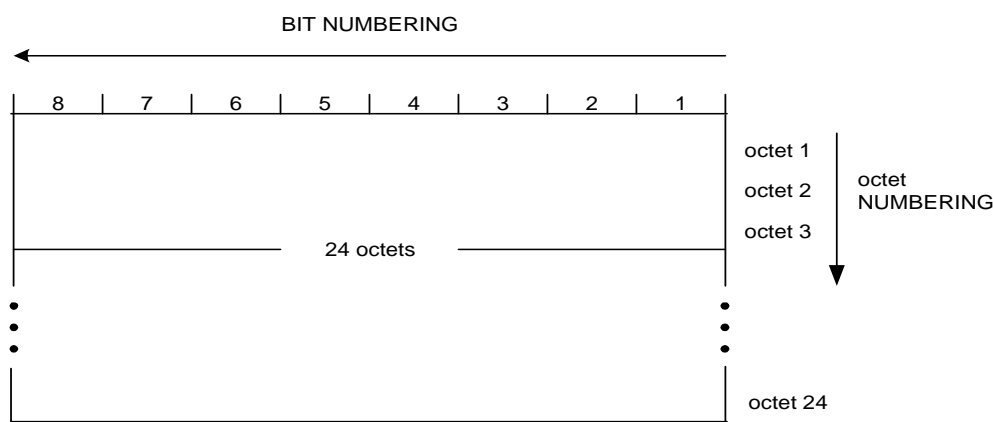 BIT NUMBERING
8 7 6 5 4 3 2 1
octet 1
octet 2
octet
NUMBERING
octet 3
24 octets
octet 24